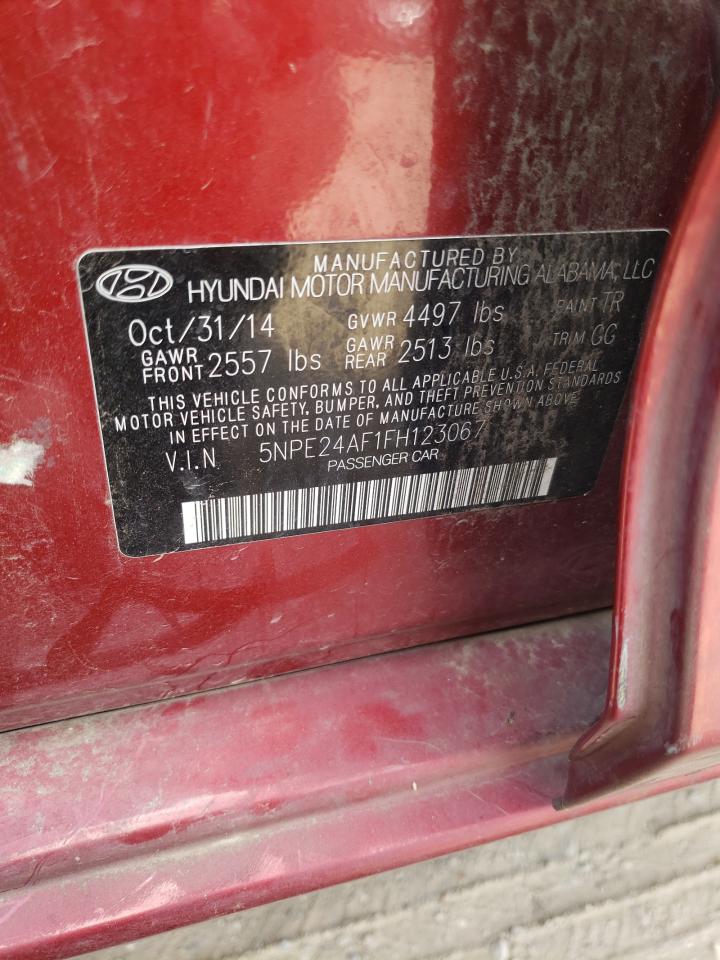 MANUFACTURED BY
HYUNDAI MOTOR MANUFACTURING ALABAMA, LLC
Oct/31/14 GVWR 4497 lbs PAINT TR
GAWR FRONT 2557 lbs GAWR REAR 2513 lbs TRIM GG
THIS VEHICLE CONFORMS TO ALL APPLICABLE U.S.A. FEDERAL
MOTOR VEHICLE SAFETY, BUMPER, AND THEFT PREVENTION STANDARDS
IN EFFECT ON THE DATE OF MANUFACTURE SHOWN ABOVE.
V.I.N 5NPE24AF1FH123067
PASSENGER CAR